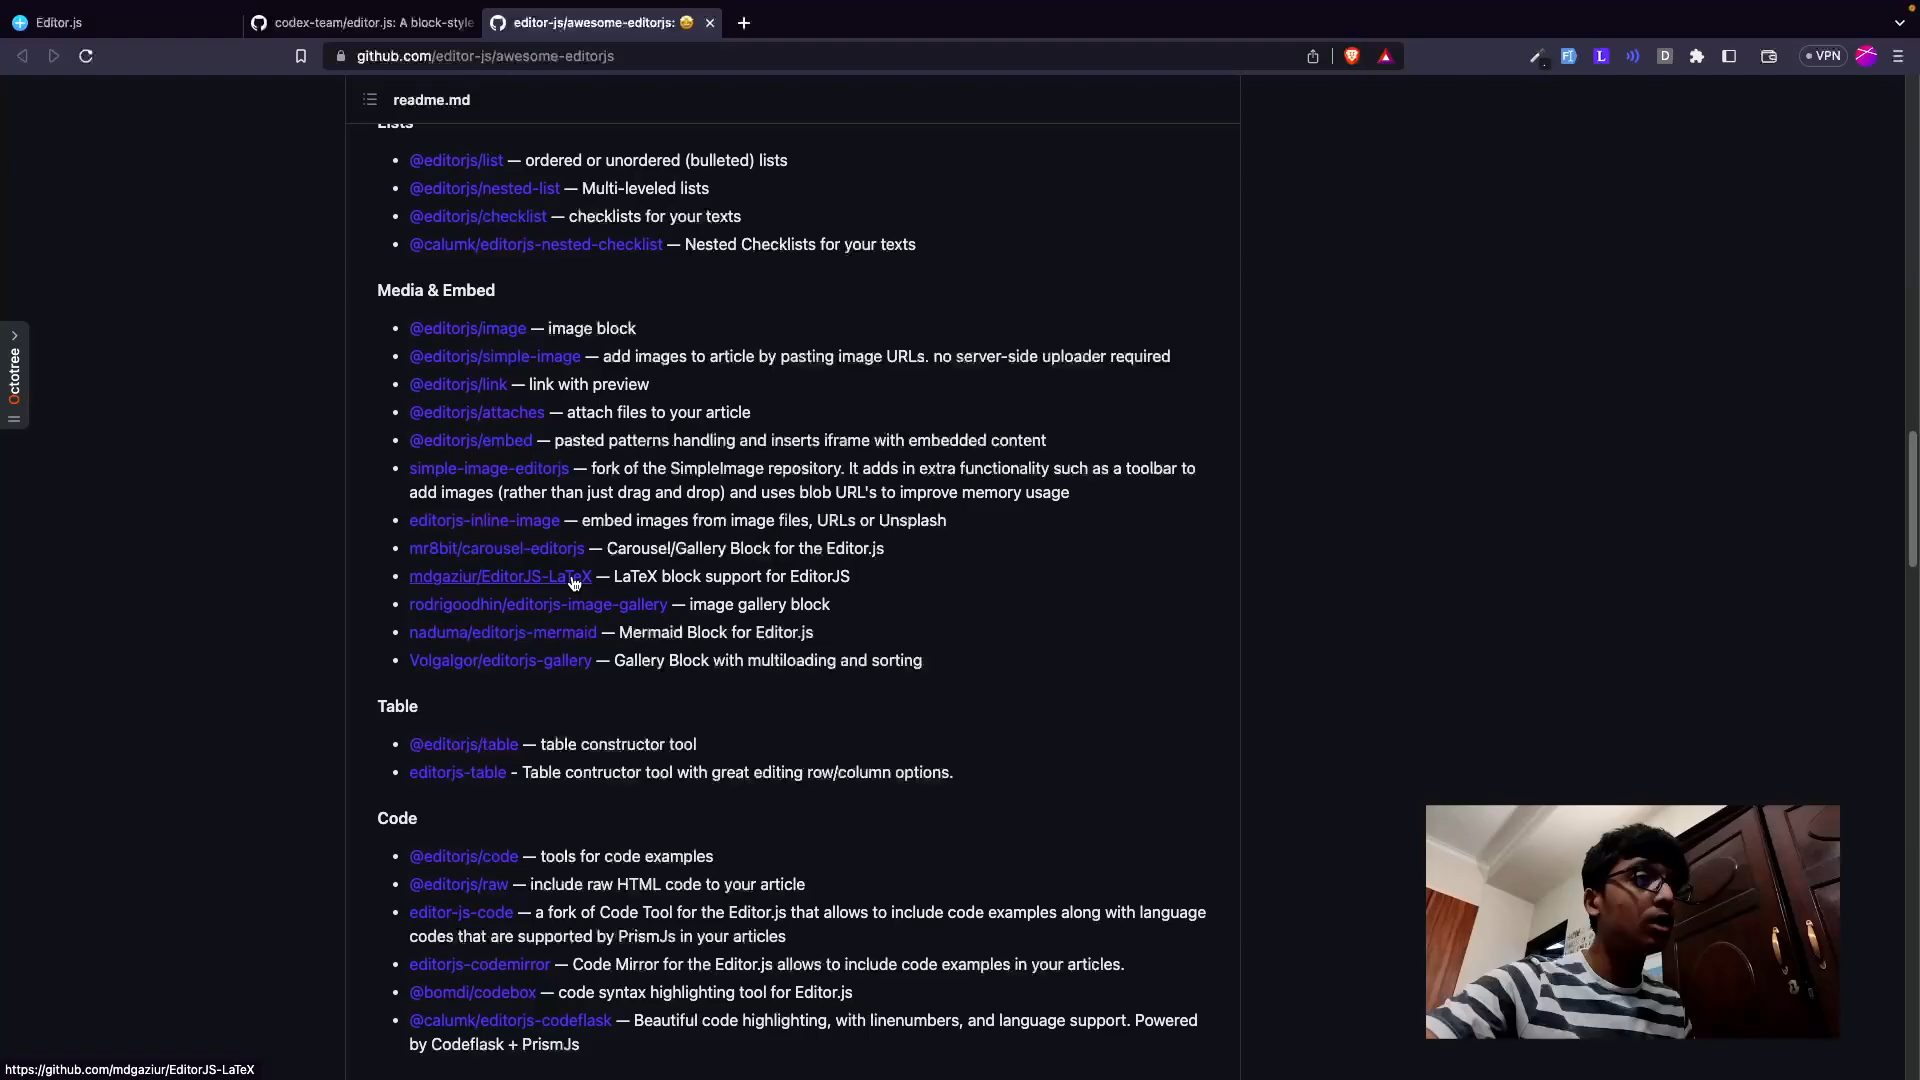 Editor.js
codex-team/editor.js: A block-style
editor-js/awesome-editorjs: 🤩
github.com/editor-js/awesome-editorjs
VPN
readme.md
Lists
@editorjs/list — ordered or unordered (bulleted) lists
@editorjs/nested-list — Multi-leveled lists
@editorjs/checklist — checklists for your texts
@calumk/editorjs-nested-checklist — Nested Checklists for your texts
Media & Embed
@editorjs/image — image block
@editorjs/simple-image — add images to article by pasting image URLs. no server-side uploader required
@editorjs/link — link with preview
@editorjs/attaches — attach files to your article
@editorjs/embed — pasted patterns handling and inserts iframe with embedded content
simple-image-editorjs — fork of the SimpleImage repository. It adds in extra functionality such as a toolbar to
add images (rather than just drag and drop) and uses blob URL's to improve memory usage
editorjs-inline-image — embed images from image files, URLs or Unsplash
mr8bit/carousel-editorjs — Carousel/Gallery Block for the Editor.js
mdgaziur/EditorJS-LaTeX — LaTeX block support for EditorJS
rodrigoodhin/editorjs-image-gallery — image gallery block
naduma/editorjs-mermaid — Mermaid Block for Editor.js
VolgaIgor/editorjs-gallery — Gallery Block with multiloading and sorting
Table
@editorjs/table — table constructor tool
editorjs-table - Table contructor tool with great editing row/column options.
Code
@editorjs/code — tools for code examples
@editorjs/raw — include raw HTML code to your article
editor-js-code — a fork of Code Tool for the Editor.js that allows to include code examples along with language
codes that are supported by PrismJs in your articles
editorjs-codemirror — Code Mirror for the Editor.js allows to include code examples in your articles.
@bomdi/codebox — code syntax highlighting tool for Editor.js
@calumk/editorjs-codeflask — Beautiful code highlighting, with linenumbers, and language support. Powered
by Codeflask + PrismJs
Octotree
https://github.com/mdgaziur/EditorJS-LaTeX